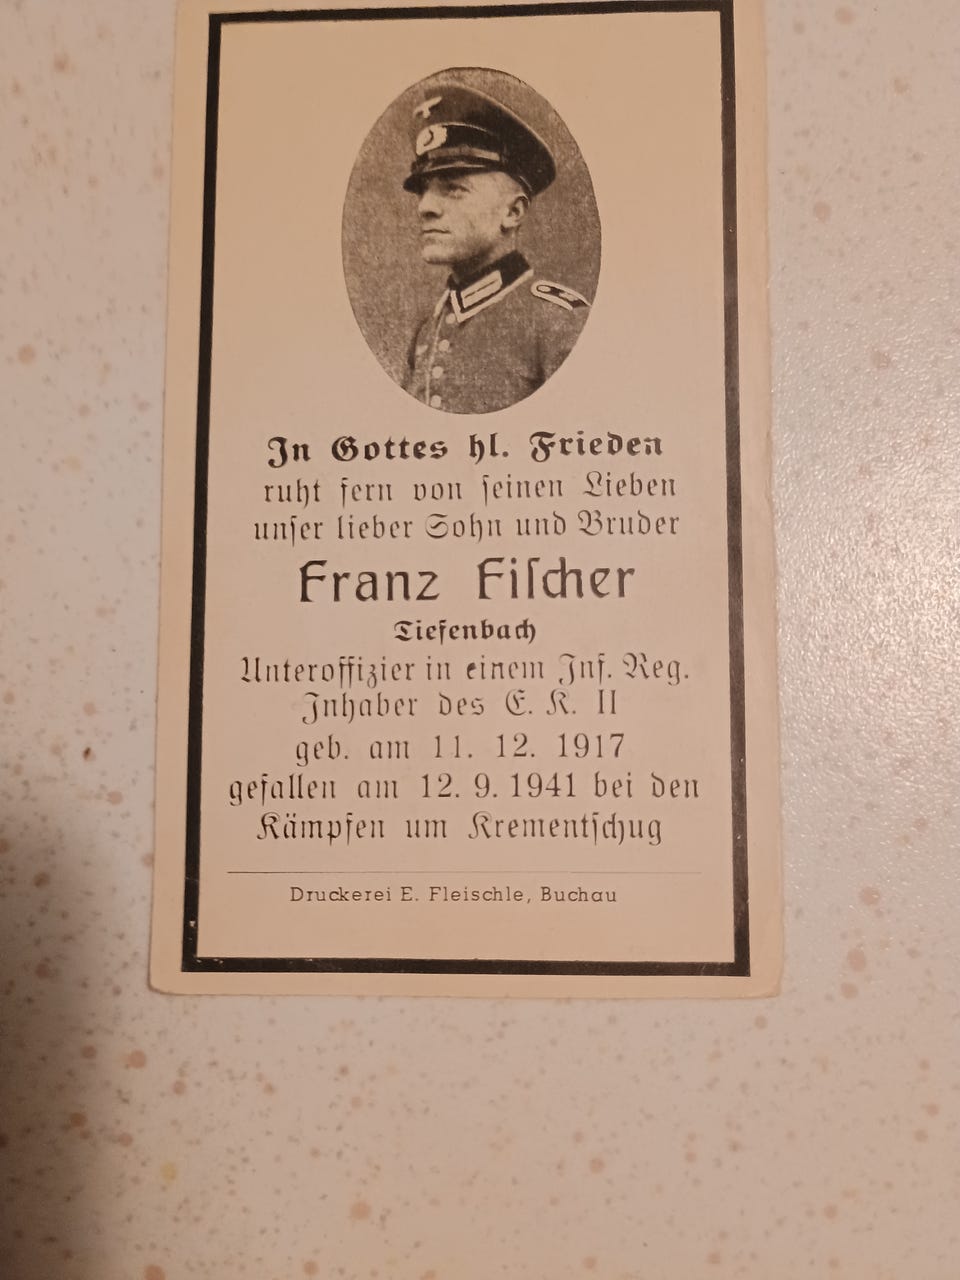 In Gottes hl. Frieden
ruht fern von seinen Lieben
unser lieber Sohn und Bruder
Franz Fiſcher
Tiefenbach
Unteroffizier in einem Inf. Reg.
Inhaber des E. K. II
geb. am 11. 12. 1917
gefallen am 12. 9. 1941 bei den
Kämpfen um Krementschug
Druckerei E. Fleischle, Buchau